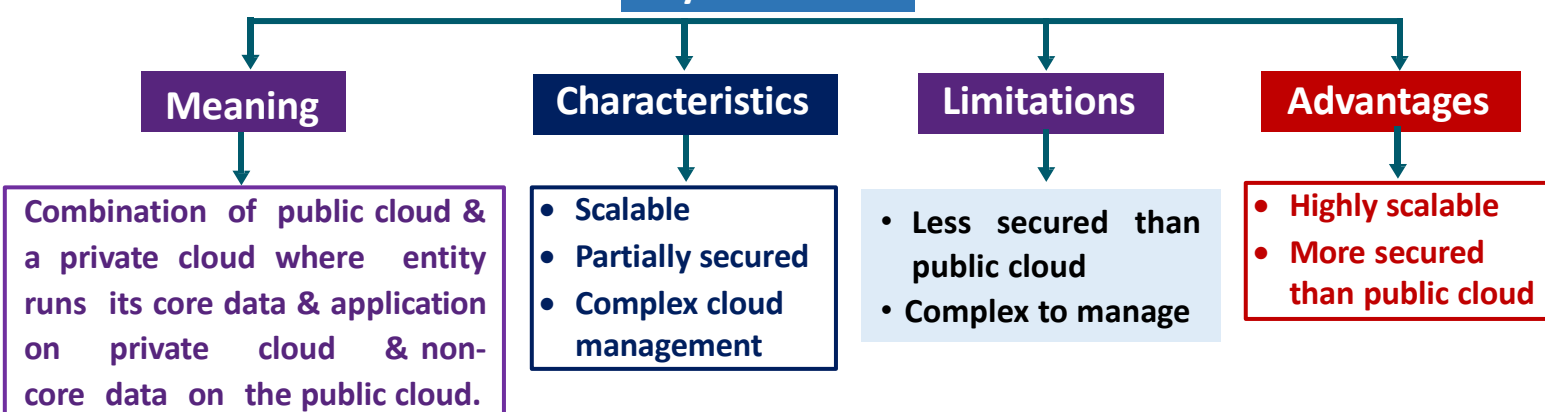 Meaning
Characteristics
Limitations
Advantages
Combination of public cloud &
a private cloud where entity
runs its core data & application
on private cloud & non-
core data on the public cloud.
• Scalable
• Partially secured
• Complex cloud
management
• Less secured than
public cloud
• Complex to manage
• Highly scalable
• More secured
than public cloud